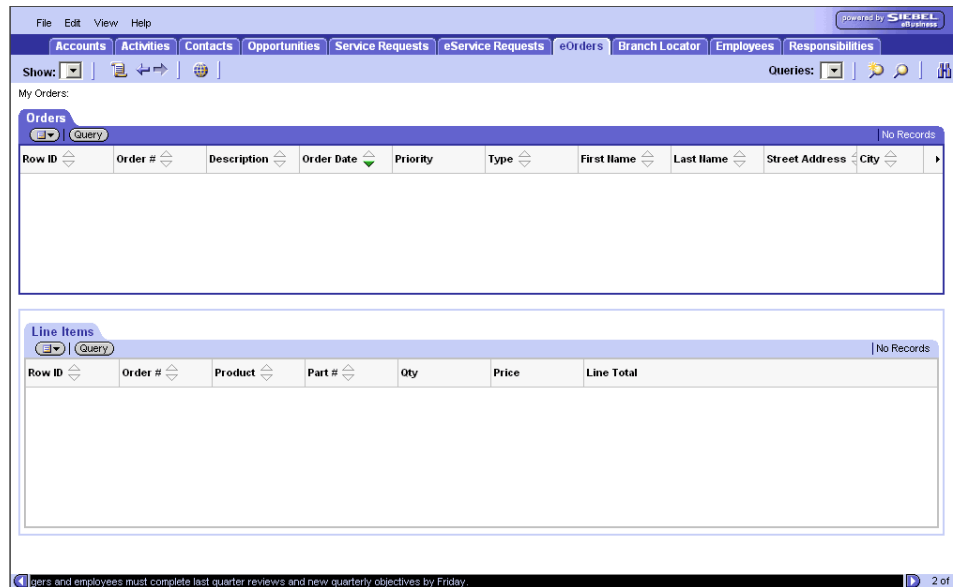 File Edit View Help
powered by SIEBEL eBusiness
Accounts Activities Contacts Opportunities Service Requests eService Requests eOrders Branch Locator Employees Responsibilities
Show: Queries:
My Orders:
Orders
Query No Records
Row ID Order # Description Order Date Priority Type First Name Last Name Street Address City
Line Items
Query No Records
Row ID Order # Product Part # Qty Price Line Total
gers and employees must complete last quarter reviews and new quarterly objectives by Friday. 2 of